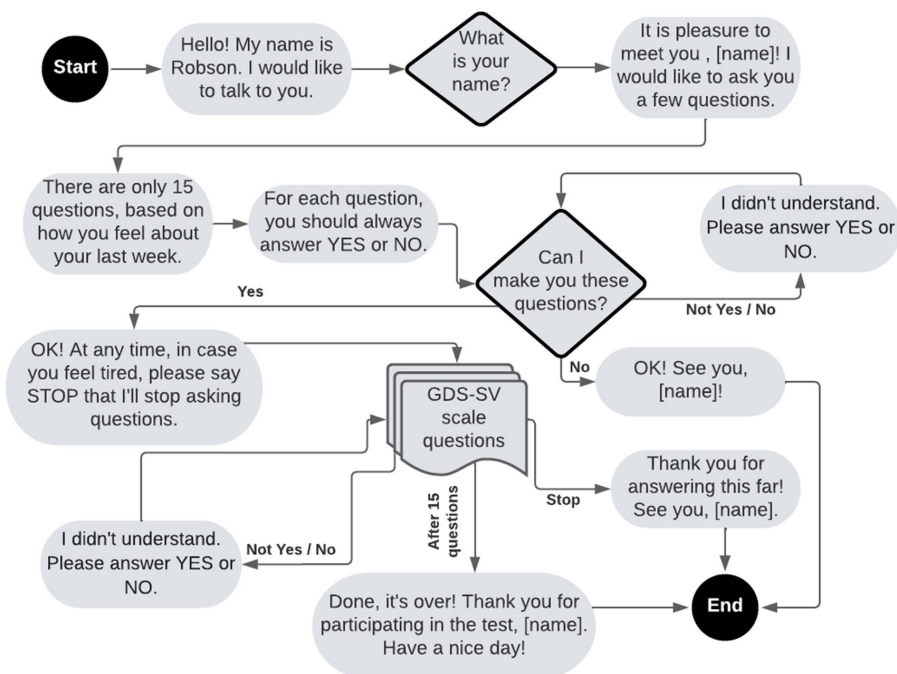 Start
Hello! My name is
Robson. I would like
to talk to you.
What
is your
name?
It is pleasure to
meet you , [name]! I
would like to ask you
a few questions.
There are only 15
questions, based on
how you feel about
your last week.
For each question,
you should always
answer YES or NO.
Can I
make you these
questions?
I didn't understand.
Please answer YES or
NO.
Not Yes / No
Yes
No
OK! See you,
[name]!
OK! At any time, in case
you feel tired, please say
STOP that I'll stop asking
questions.
GDS-SV
scale
questions
Stop
Thank you for
answering this far!
See you, [name].
After 15
questions
Not Yes / No
I didn't understand.
Please answer YES or
NO.
Done, it's over! Thank you for
participating in the test, [name].
Have a nice day!
End